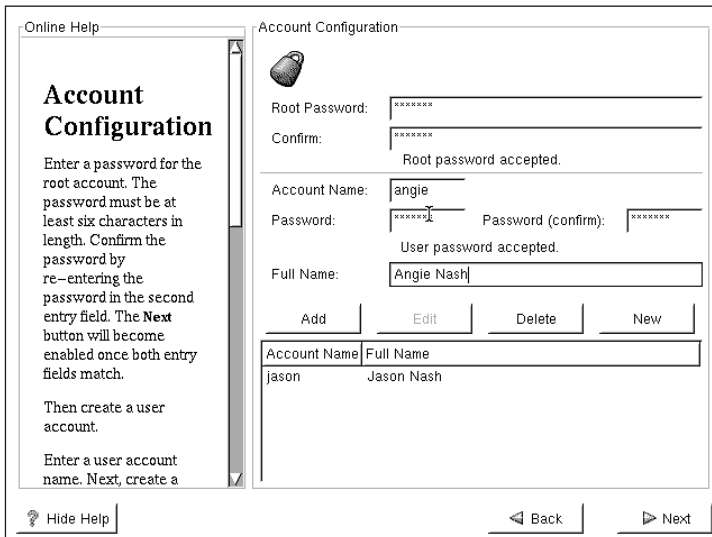 Online Help
Account
Configuration
Enter a password for the
root account. The
password must be at
least six characters in
length. Confirm the
password by
re–entering the
password in the second
entry field. The Next
button will become
enabled once both entry
fields match.
Then create a user
account.
Enter a user account
name. Next, create a
Account Configuration
Root Password: *******
Confirm: *******
Root password accepted.
Account Name: angie
Password: ******* Password (confirm): *******
User password accepted.
Full Name: Angie Nash
Add Edit Delete New
Account Name Full Name
jason Jason Nash
? Hide Help Back Next